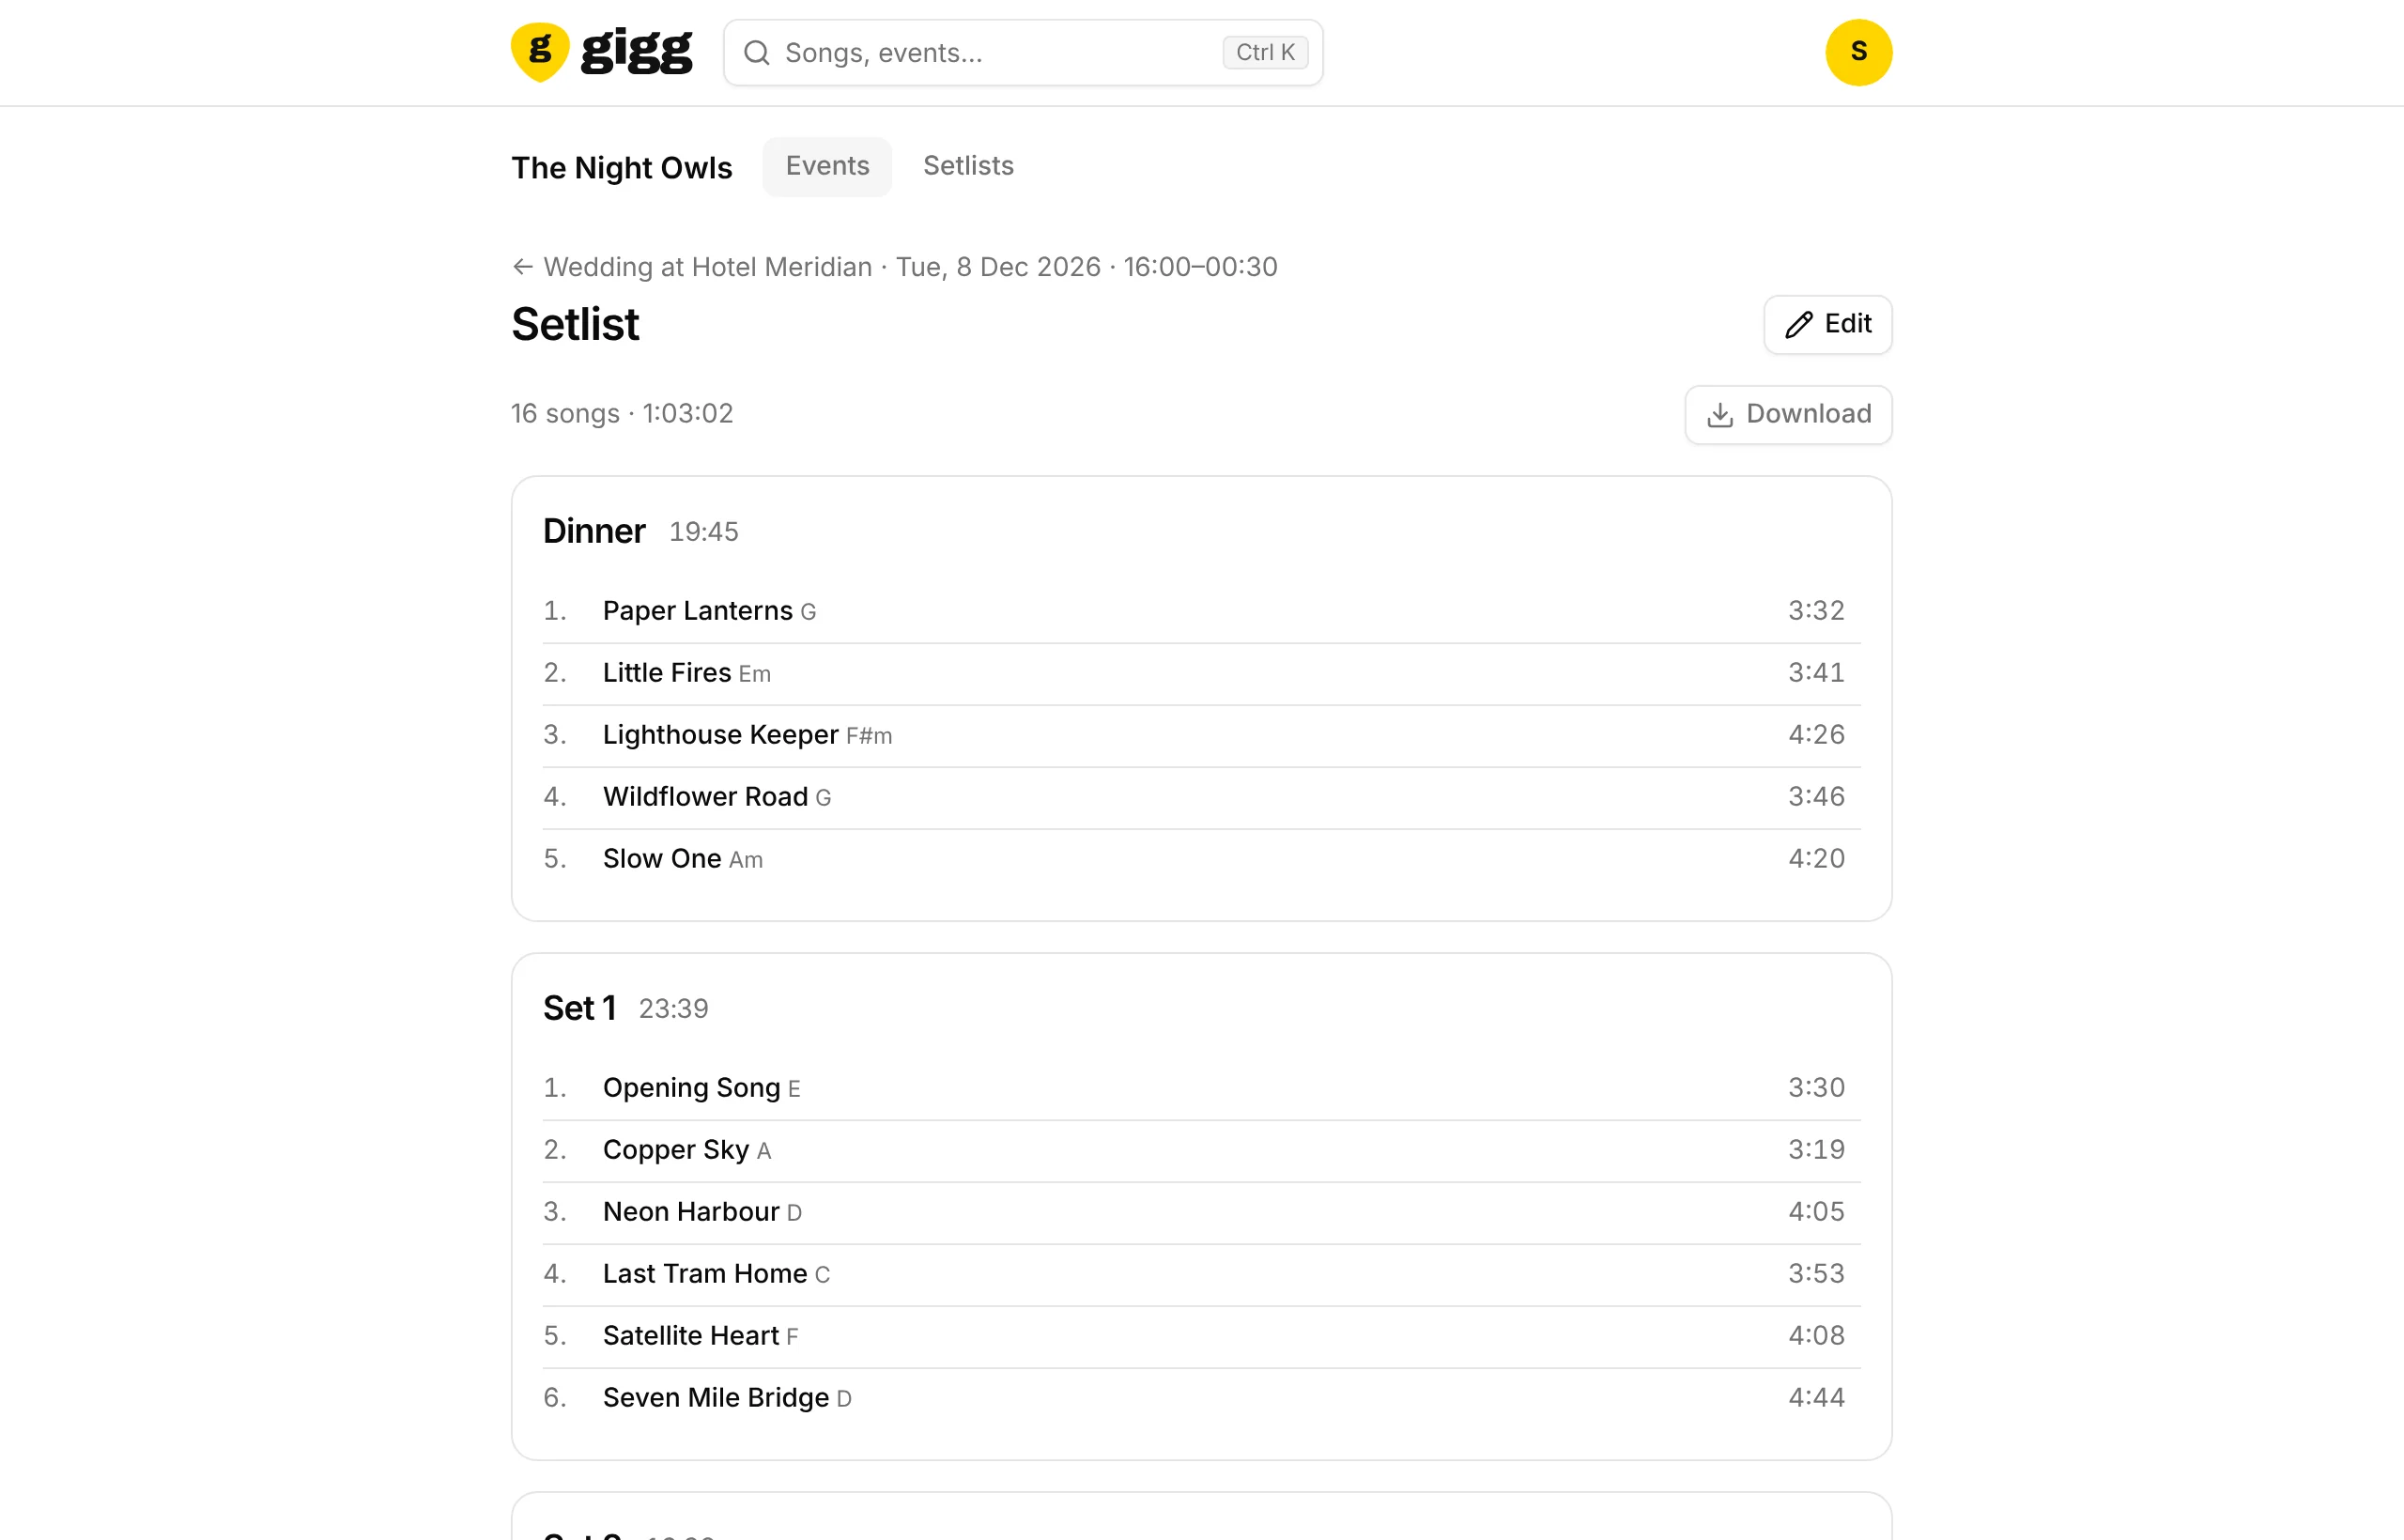 g gigg
Songs, events...
Ctrl K
S
The Night Owls
Events
Setlists
← Wedding at Hotel Meridian · Tue, 8 Dec 2026 · 16:00–00:30
Setlist
Edit
16 songs · 1:03:02
Download
Dinner 19:45
1. Paper Lanterns G 3:32
2. Little Fires Em 3:41
3. Lighthouse Keeper F#m 4:26
4. Wildflower Road G 3:46
5. Slow One Am 4:20
Set 1 23:39
1. Opening Song E 3:30
2. Copper Sky A 3:19
3. Neon Harbour D 4:05
4. Last Tram Home C 3:53
5. Satellite Heart F 4:08
6. Seven Mile Bridge D 4:44